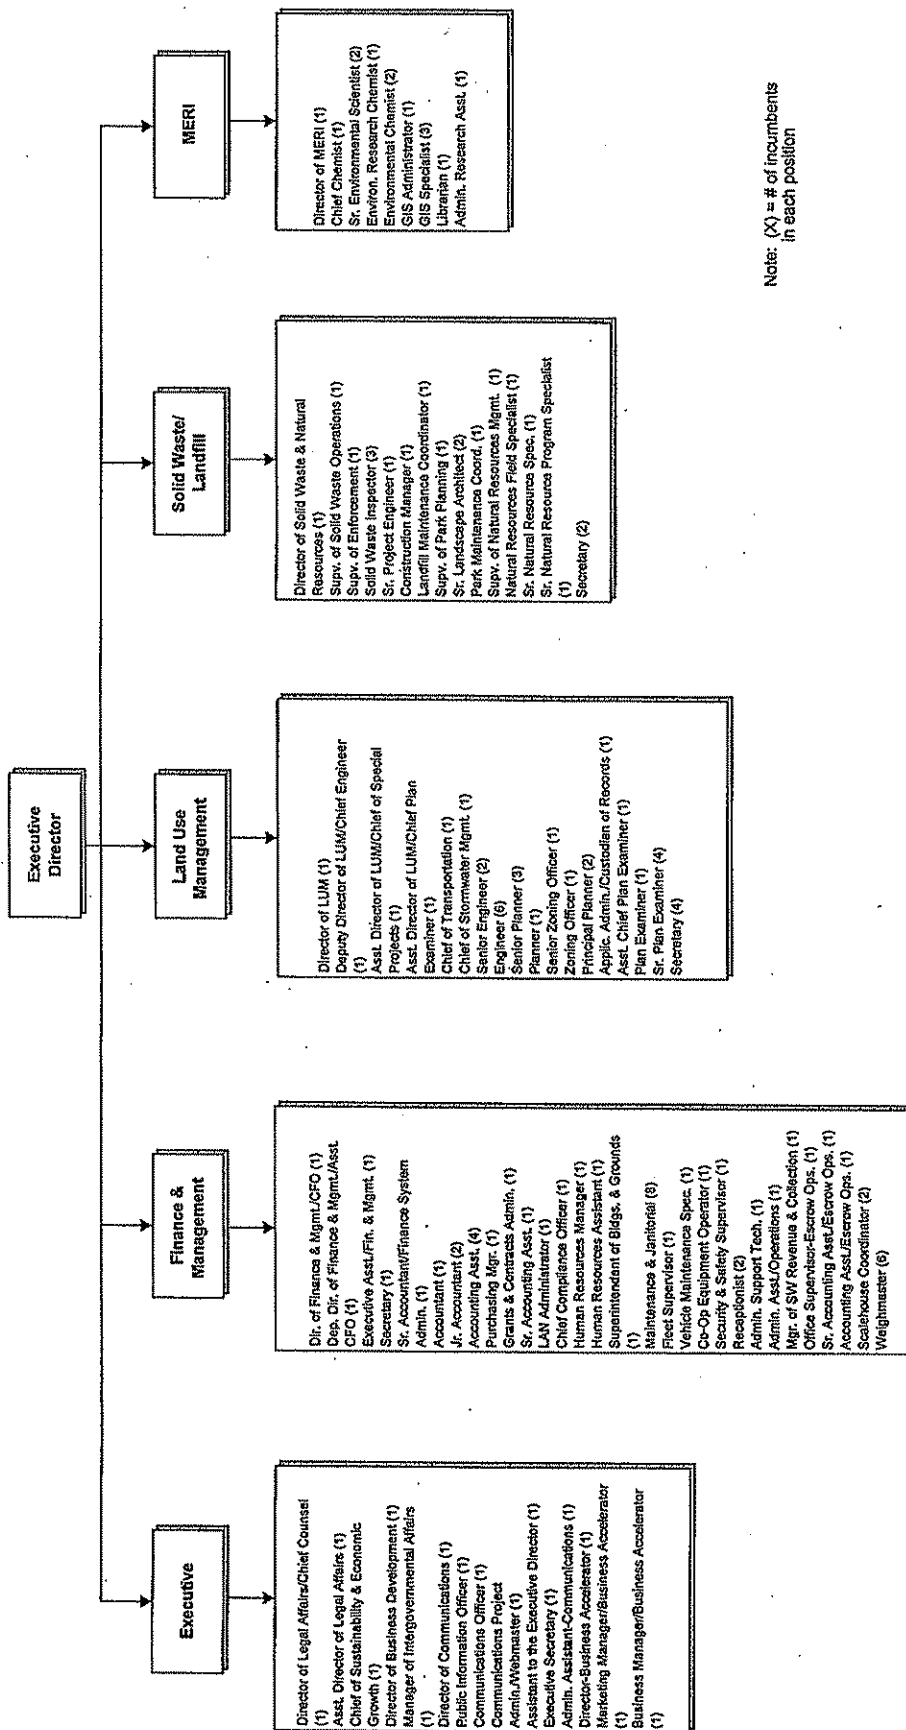 Executive
Director
Executive
Finance &
Management
Land Use
Management
Solid Waste/
Landfill
MERI
Director of Legal Affairs/Chief Counsel
(1)
Asst. Director of Legal Affairs (1)
Chief of Sustainability & Economic
Growth (1)
Director of Business Development (1)
Manager of Intergovernmental Affairs
(1)
Director of Communications (1)
Public Information Officer (1)
Communications Officer (1)
Communications Project
Admin./Webmaster (1)
Assistant to the Executive Director (1)
Executive Secretary (1)
Admin. Assistant-Communications (1)
Director-Business Accelerator (1)
Marketing Manager/Business Accelerator
(1)
Business Manager/Business Accelerator
(1)
Dir. of Finance & Mgmt./CFO (1)
Dep. Dir. of Finance & Mgmt./Asst.
CFO (1)
Executive Asst./Fin. & Mgmt. (1)
Secretary (1)
Sr. Accountant/Finance System
Admin. (1)
Accountant (1)
Jr. Accountant (2)
Accounting Asst. (4)
Purchasing Mgr. (1)
Grants & Contracts Admin. (1)
Sr. Accounting Asst. (1)
LAN Administrator (1)
Chief Compliance Officer (1)
Human Resources Manager (1)
Human Resources Assistant (1)
Superintendent of Bldgs. & Grounds
(1)
Maintenance & Janitorial (3)
Fleet Supervisor (1)
Vehicle Maintenance Spec. (1)
Co-Op Equipment Operator (1)
Security & Safety Supervisor (1)
Receptionist (2)
Admin. Support Tech. (1)
Admin. Asst./Operations (1)
Mgr. of SW Revenue & Collection (1)
Office Supervisor-Escrow Ops. (1)
Sr. Accounting Asst./Escrow Ops. (1)
Accounting Asst./Escrow Ops. (1)
Scalehouse Coordinator (2)
Weighmaster (6)
Director of LUM (1)
Deputy Director of LUM/Chief Engineer
(1)
Asst. Director of LUM/Chief of Special
Projects (1)
Asst. Director of LUM/Chief Plan
Examiner (1)
Chief of Transportation (1)
Chief of Stormwater Mgmt. (1)
Senior Engineer (2)
Engineer (6)
Senior Planner (3)
Planner (1)
Senior Zoning Officer (1)
Zoning Officer (1)
Principal Planner (2)
Applic. Admin./Custodian of Records (1)
Asst. Chief Plan Examiner (1)
Plan Examiner (1)
Sr. Plan Examiner (4)
Secretary (4)
Director of Solid Waste & Natural
Resources (1)
Supv. of Solid Waste Operations (1)
Supv. of Enforcement (1)
Solid Waste Inspector (3)
Sr. Project Engineer (1)
Construction Manager (1)
Landfill Maintenance Coordinator (1)
Supv. of Park Planning (1)
Sr. Landscape Architect (2)
Park Maintenance Coord. (1)
Supv. of Natural Resources Mgmt. (1)
Natural Resources Field Specialist (1)
Sr. Natural Resource Spec. (1)
Sr. Natural Resource Program Specialist
(1)
Secretary (2)
Director of MERI (1)
Chief Chemist (1)
Sr. Environmental Scientist (2)
Environ. Research Chemist (1)
Environmental Chemist (2)
GIS Administrator (1)
GIS Specialist (3)
Librarian (1)
Admin. Research Asst. (1)
Note: (X) = # of incumbents
in each position